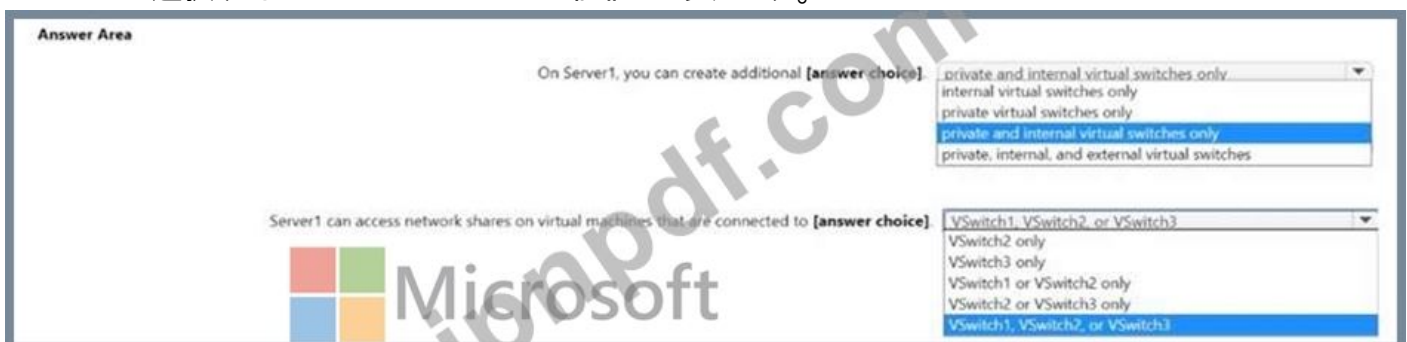 Answer Area
On Server1, you can create additional [answer choice].
private and internal virtual switches only
internal virtual switches only
private virtual switches only
private and internal virtual switches only
private, internal, and external virtual switches
Server1 can access network shares on virtual machines that are connected to [answer choice].
VSwitch1, VSwitch2, or VSwitch3
VSwitch2 only
VSwitch3 only
VSwitch1 or VSwitch2 only
VSwitch2 or VSwitch3 only
VSwitch1, VSwitch2, or VSwitch3
Microsoft